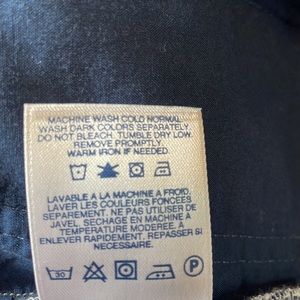 MACHINE WASH COLD NORMAL.
WASH DARK COLORS SEPARATELY.
DO NOT BLEACH. TUMBLE DRY LOW.
REMOVE PROMPTLY.
WARM IRON IF NEEDED.
LAVABLE A LA MACHINE A FROID.
LAVER LES COULEURS FONCÉES
SEPAREMENT. NE PAS UTILISER DE
JAVEL. SECHAGE EN MACHINE A
TEMPERATURE MODEREE. A
ENLEVER RAPIDEMENT. REPASSER SI
NECESSAIRE.
30
P